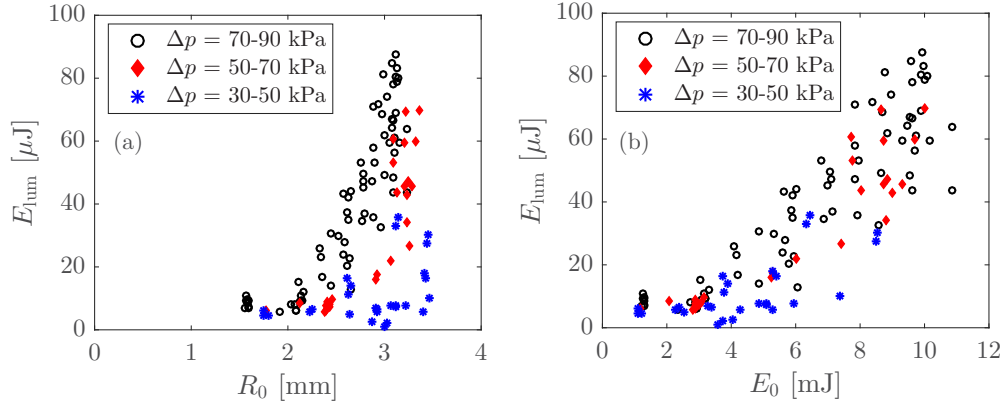 100
80
60
40
20
0
E_lum [μJ]
Δp = 70-90 kPa
Δp = 50-70 kPa
Δp = 30-50 kPa
(a)
0 1 2 3 4
R_0 [mm]
100
80
60
40
20
0
E_lum [μJ]
Δp = 70-90 kPa
Δp = 50-70 kPa
Δp = 30-50 kPa
(b)
0 2 4 6 8 10 12
E_0 [mJ]